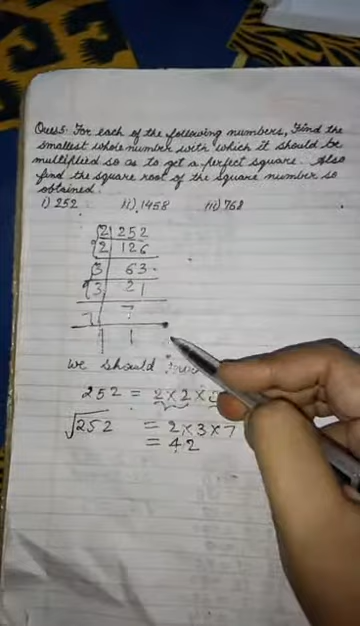 Ques5. For each of the following numbers, Find the
smallest whole number with which it should be
multiplied so as to get a perfect square. Also
find the square root of the square number so
obtained.
i) 252 ii) 1458 iii) 768
2 252
2 126
3 63
3 21
7 7
1
we should
252 = 2×2×
√252 = 2×3×7
= 42